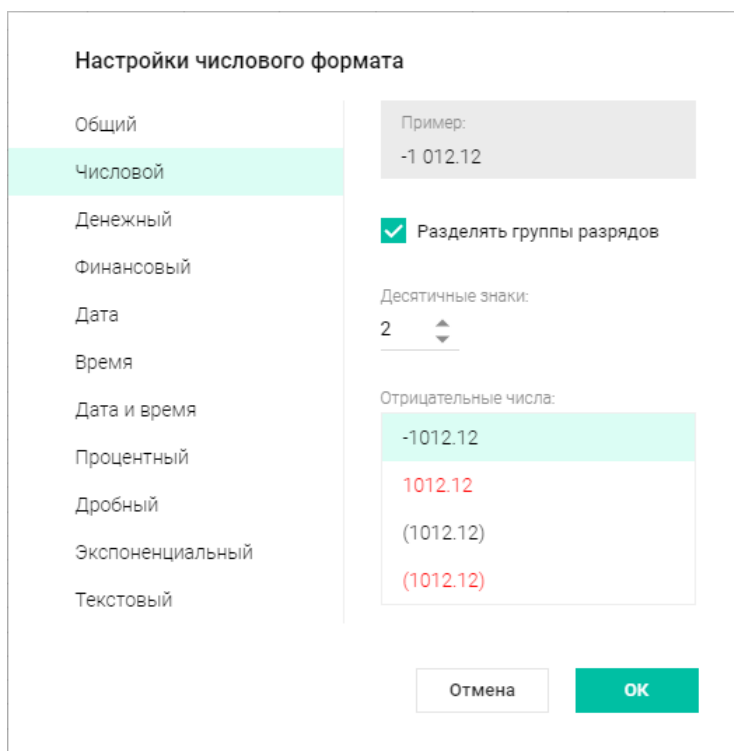 Настройки числового формата
Общий
Числовой
Денежный
Финансовый
Дата
Время
Дата и время
Процентный
Дробный
Экспоненциальный
Текстовый
Пример:
-1 012.12
Разделять группы разрядов
Десятичные знаки:
2
Отрицательные числа:
-1012.12
1012.12
(1012.12)
(1012.12)
Отмена
ОК